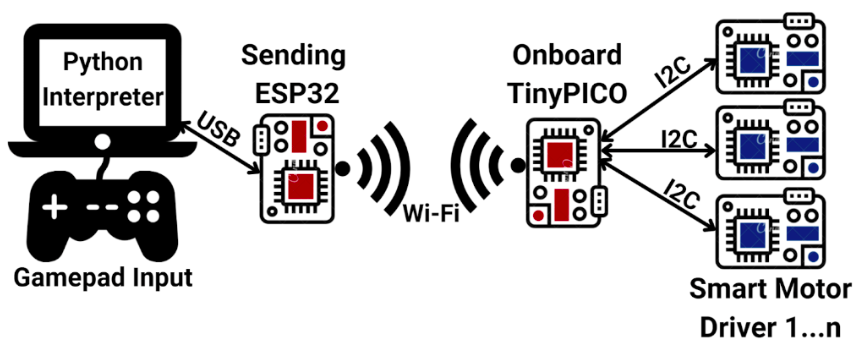 Python
Interpreter
Gamepad Input
USB
Sending
ESP32
Wi-Fi
Onboard
TinyPICO
I2C
I2C
I2C
Smart Motor
Driver 1...n